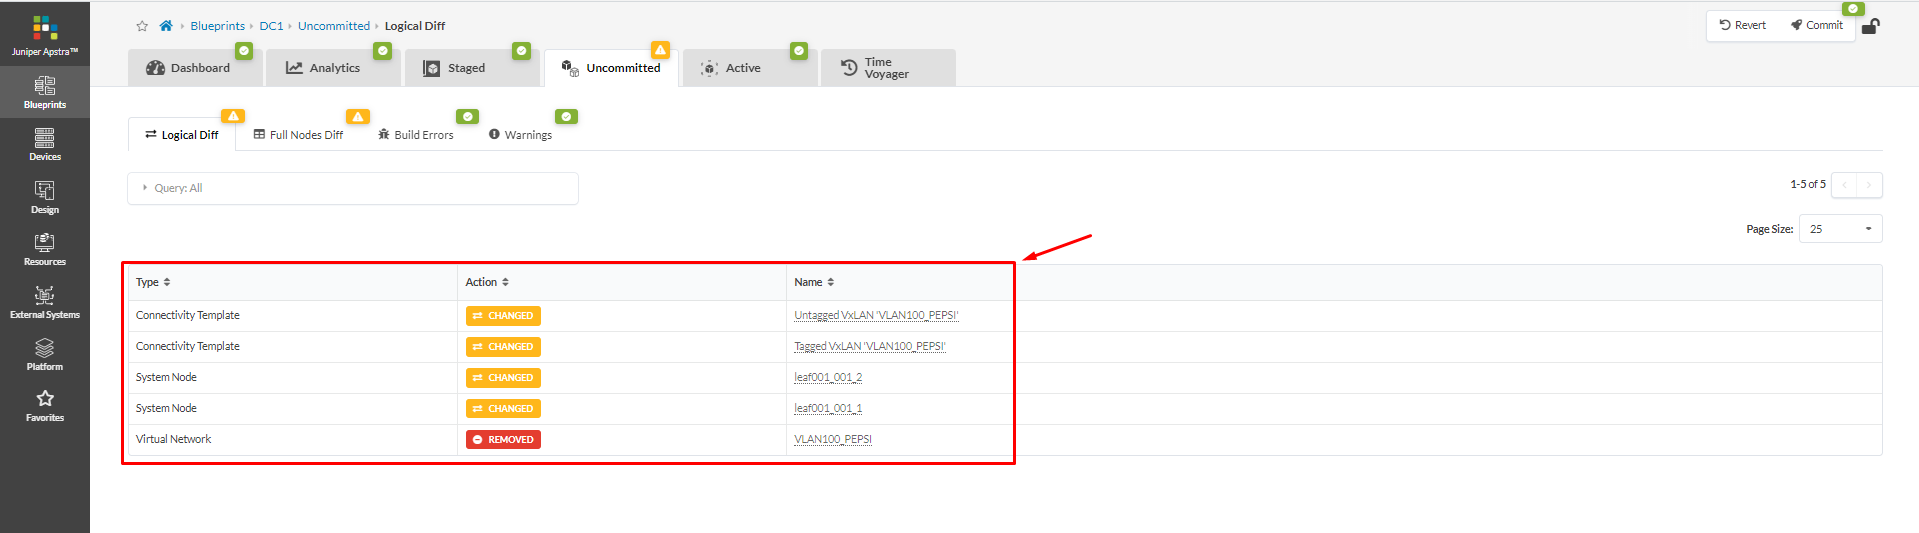 Juniper Apstra™
Blueprints
Devices
Design
Resources
External Systems
Platform
Favorites
Blueprints › DC1 › Uncommitted › Logical Diff
Revert Commit
Dashboard Analytics Staged Uncommitted Active Time Voyager
Logical Diff Full Nodes Diff Build Errors Warnings
Query: All
1-5 of 5
Page Size: 25
Type Action Name
Connectivity Template CHANGED Untagged VxLAN 'VLAN100_PEPSI'
Connectivity Template CHANGED Tagged VxLAN 'VLAN100_PEPSI'
System Node CHANGED leaf001_001_2
System Node CHANGED leaf001_001_1
Virtual Network REMOVED VLAN100_PEPSI